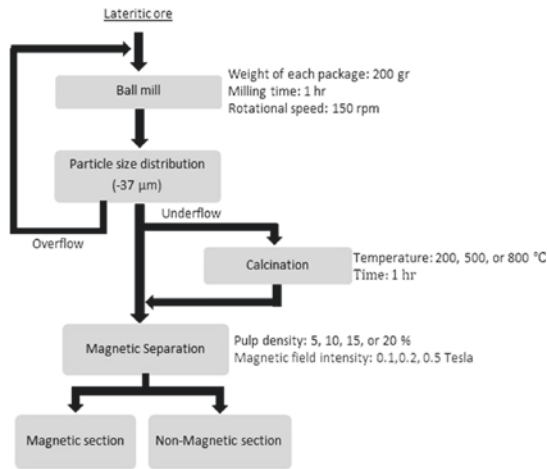 Lateritic ore
Weight of each package: 200 gr
Ball mill
Milling time: 1 hr
Rotational speed: 150 rpm
Particle size distribution
(-37 µm)
Underflow
Overflow
Calcination
Temperature: 200, 500, or 800 °C
Time: 1 hr
Magnetic Separation
Pulp density: 5, 10, 15, or 20 %
Magnetic field intensity: 0.1,0.2, 0.5 Tesla
Magnetic section
Non-Magnetic section